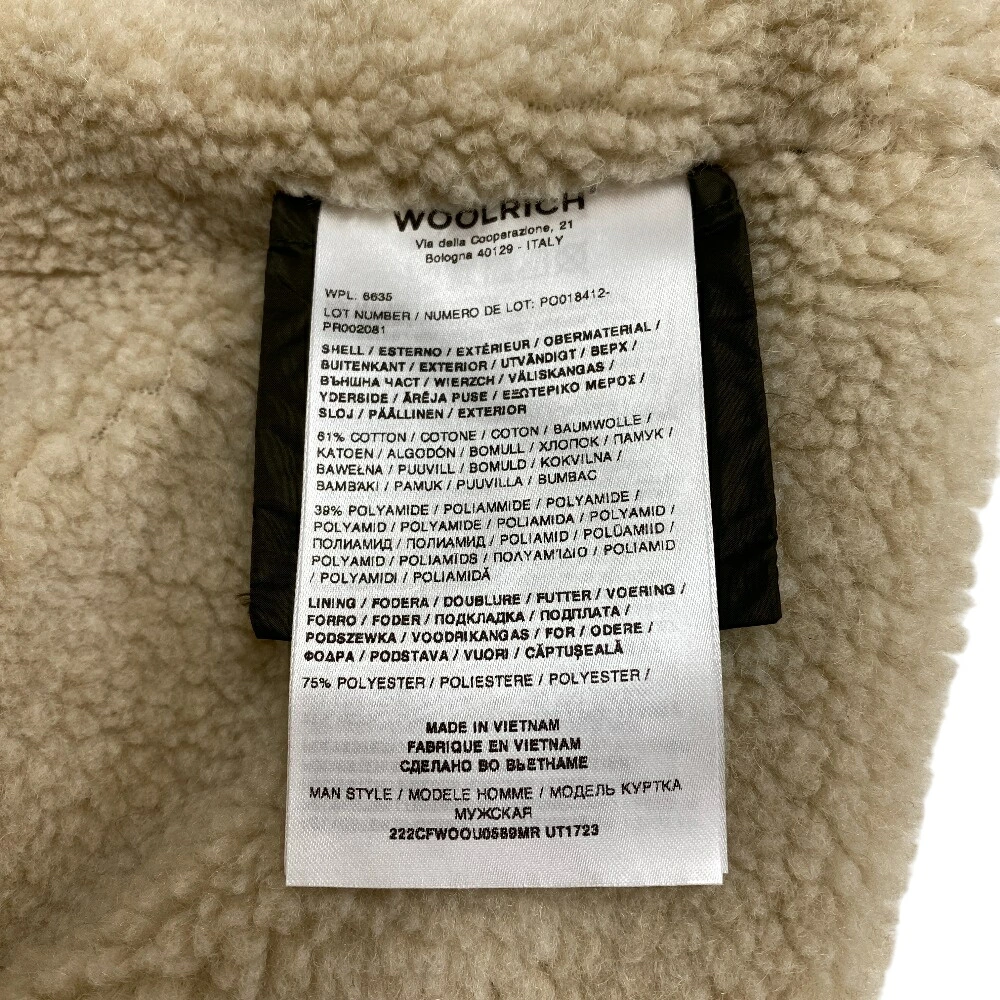 WOOLRICH
Via della Cooperazione, 21
Bologna 40129 - ITALY
WPL: 6635
LOT NUMBER / NUMERO DE LOT: PO018412-
PR002081
SHELL / ESTERNO / EXTÉRIEUR / OBERMATERIAL /
BUITENKANT / EXTERIOR / UTVÄNDIGT / ВЕРХ /
ВЪНШНА ЧАСТ / WIERZCH / VÄLISKANGAS /
YDERSIDE / ĀRĒJĀ PUSE / ΕΞΩΤΕΡΙΚΟ ΜΕΡΟΣ /
SLOJ / PÄÄLLINEN / EXTERIOR
61% COTTON / COTONE / COTON / BAUMWOLLE /
KATOEN / ALGODÓN / BOMULL / ХЛОПОК / ПАМУК /
BAWEŁNA / PUUVILL / BOMULD / KOKVILNA /
ΒΑΜΒΑΚΙ / PAMUK / PUUVILLA / BUMBAC
39% POLYAMIDE / POLIAMMIDE / POLYAMIDE /
POLYAMID / POLYAMIDE / POLIAMIDA / POLYAMID /
ПОЛИАМИД / ПОЛИАМИД / POLIAMID / POLÜAMIID /
POLYAMID / POLIAMĪDS / ΠΟΛΥΑΜΊΔΙΟ / POLIAMID
/ POLYAMIDI / POLIAMIDĂ
LINING / FODERA / DOUBLURE / FUTTER / VOERING /
FORRO / FODER / ПОДКЛАДКА / ПОДПЛАТА /
PODSZEWKA / VOODRIKANGAS / FOR / ODERE /
ΦΟΔΡΑ / PODSTAVA / VUORI / CĂPTUȘEALĂ
75% POLYESTER / POLIESTERE / POLYESTER /
MADE IN VIETNAM
FABRIQUE EN VIETNAM
СДЕЛАНО ВО ВЬЕТНАМЕ
MAN STYLE / MODELE HOMME / МОДЕЛЬ КУРТКА
МУЖСКАЯ
222CFWOOU0589MR UT1723